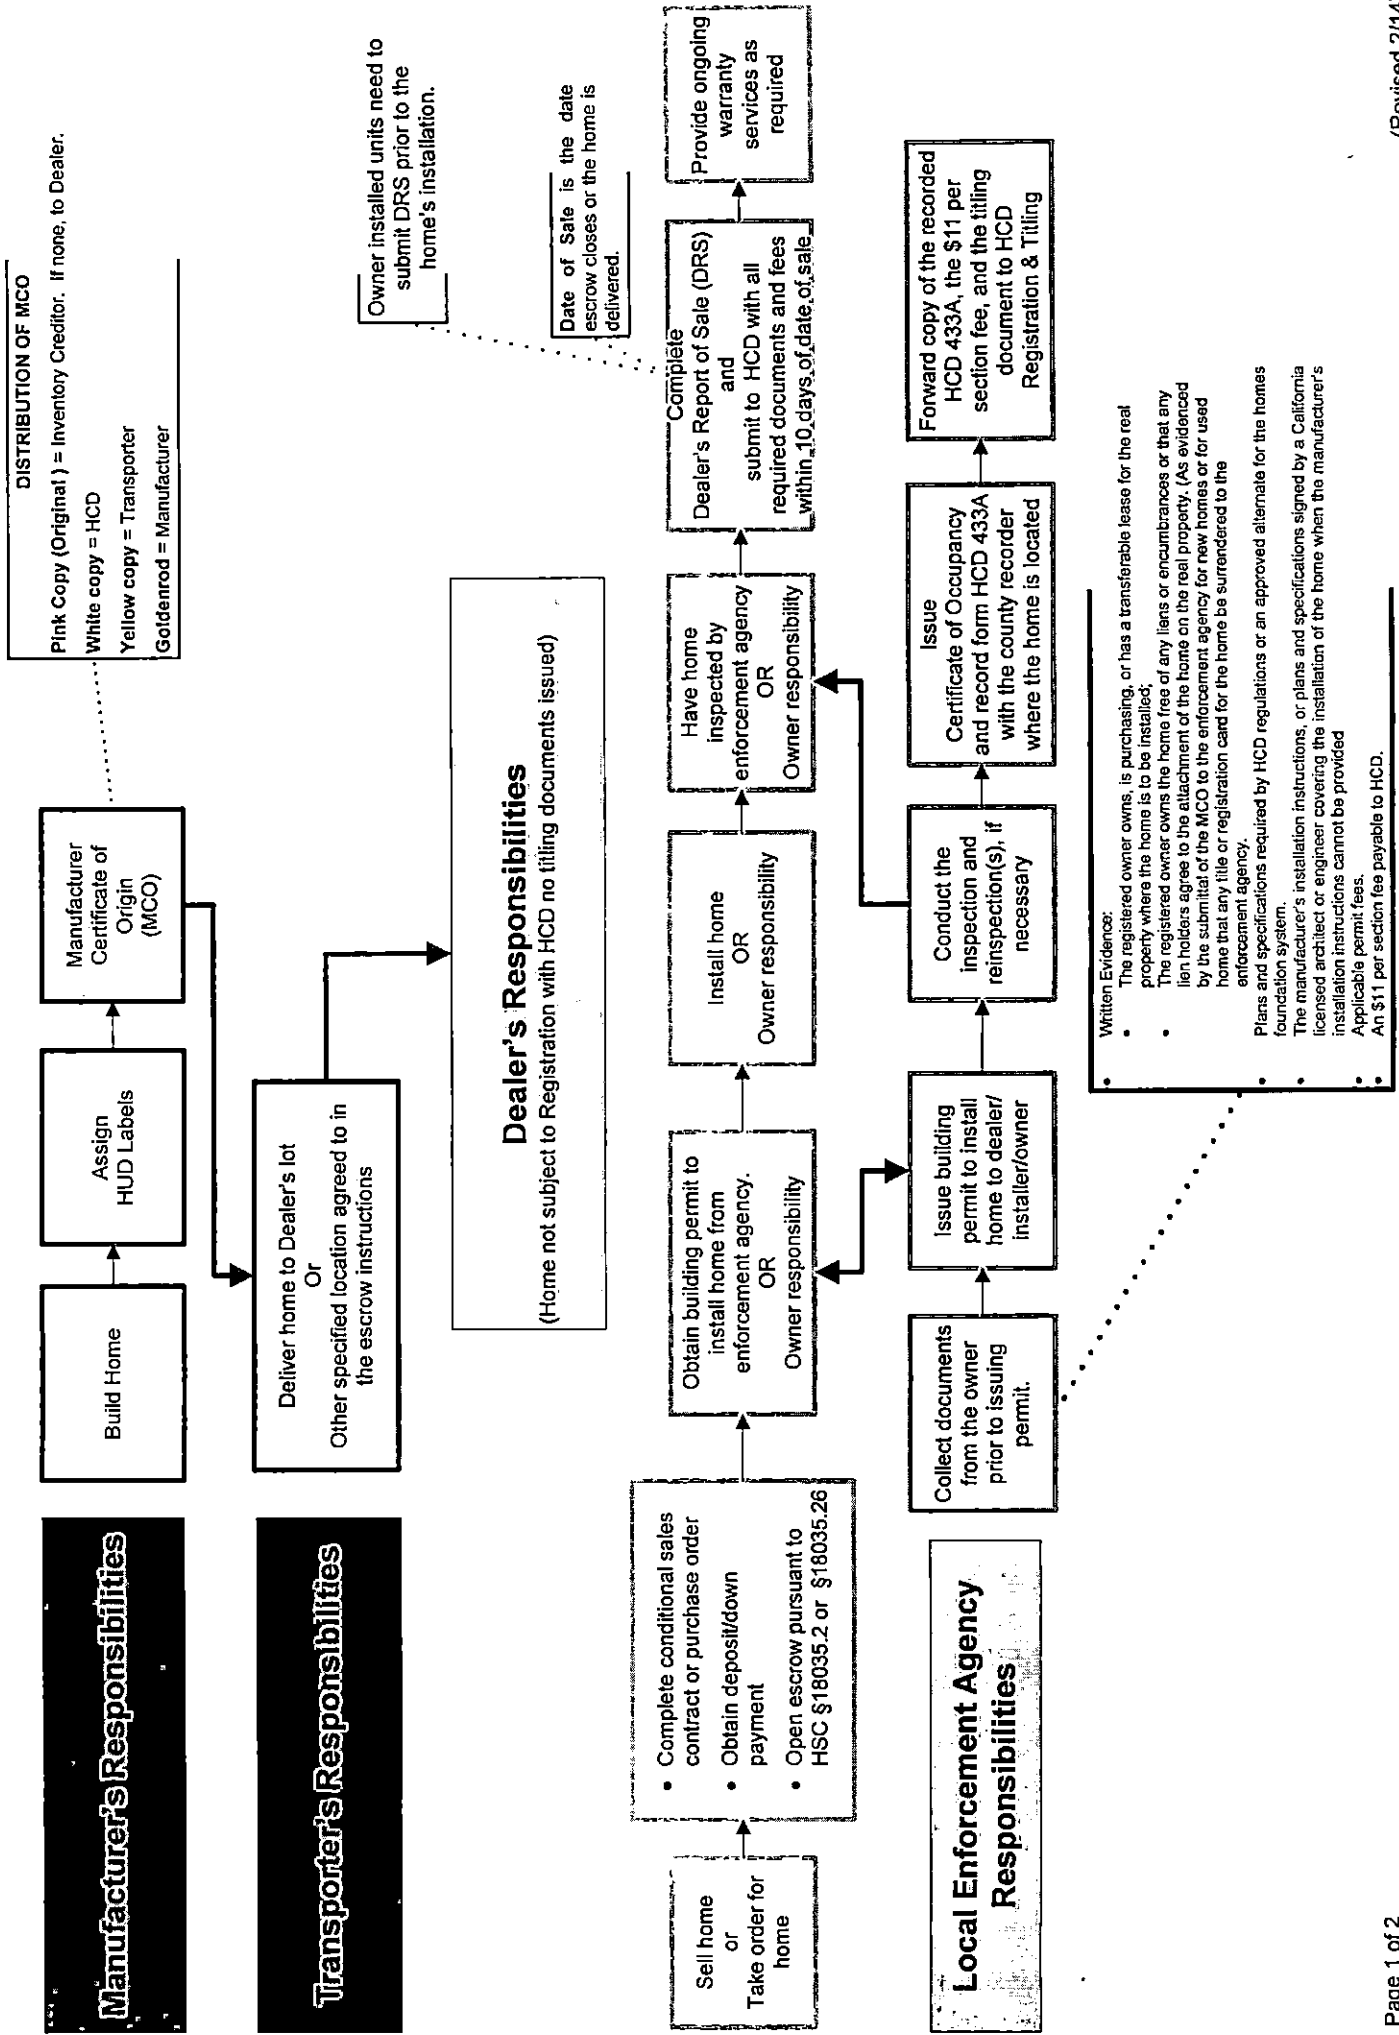 DISTRIBUTION OF MCO
Pink Copy (Original ) = Inventory Creditor. If none, to Dealer.
White copy = HCD
Yellow copy = Transporter
Goldenrod = Manufacturer
Manufacturer's Responsibilities
Build Home
Assign
HUD Labels
Manufacturer
Certificate of
Origin
(MCO)
Transporter's Responsibilities
Deliver home to Dealer's lot
Or
Other specified location agreed to in
the escrow instructions
Owner installed units need to
submit DRS prior to the
home's installation.
Dealer's Responsibilities
(Home not subject to Registration with HCD no titling documents issued)
Date of Sale is the date
escrow closes or the home is
delivered.
Sell home
or
Take order for
home
• Complete conditional sales
contract or purchase order
• Obtain deposit/down
payment
• Open escrow pursuant to
HSC §18035.2 or §18035.26
Obtain building permit to
install home from
enforcement agency.
OR
Owner responsibility
Install home
OR
Owner responsibility
Have home
inspected by
enforcement agency
OR
Owner responsibility
Complete
Dealer's Report of Sale (DRS)
and
submit to HCD with all
required documents and fees
within 10 days of date of sale
Provide ongoing
warranty
services as
required
Local Enforcement Agency
Responsibilities
Collect documents
from the owner
prior to issuing
permit.
Issue building
permit to install
home to dealer/
installer/owner
Conduct the
inspection and
reinspection(s), if
necessary
Issue
Certificate of Occupancy
and record form HCD 433A
with the county recorder
where the home is located
Forward copy of the recorded
HCD 433A, the $11 per
section fee, and the titling
document to HCD
Registration & Titling
• Written Evidence:
• The registered owner owns, is purchasing, or has a transferable lease for the real
property where the home is to be installed;
• The registered owner owns the home free of any liens or encumbrances or that any
lien holders agree to the attachment of the home on the real property. (As evidenced
by the submittal of the MCO to the enforcement agency for new homes or for used
home that any title or registration card for the home be surrendered to the
enforcement agency.
• Plans and specifications required by HCD regulations or an approved alternate for the homes
foundation system.
• The manufacturer's installation instructions, or plans and specifications signed by a California
licensed architect or engineer covering the installation of the home when the manufacturer's
installation instructions cannot be provided
• Applicable permit fees.
• An $11 per section fee payable to HCD.
Page 1 of 2
(Revised 2/14